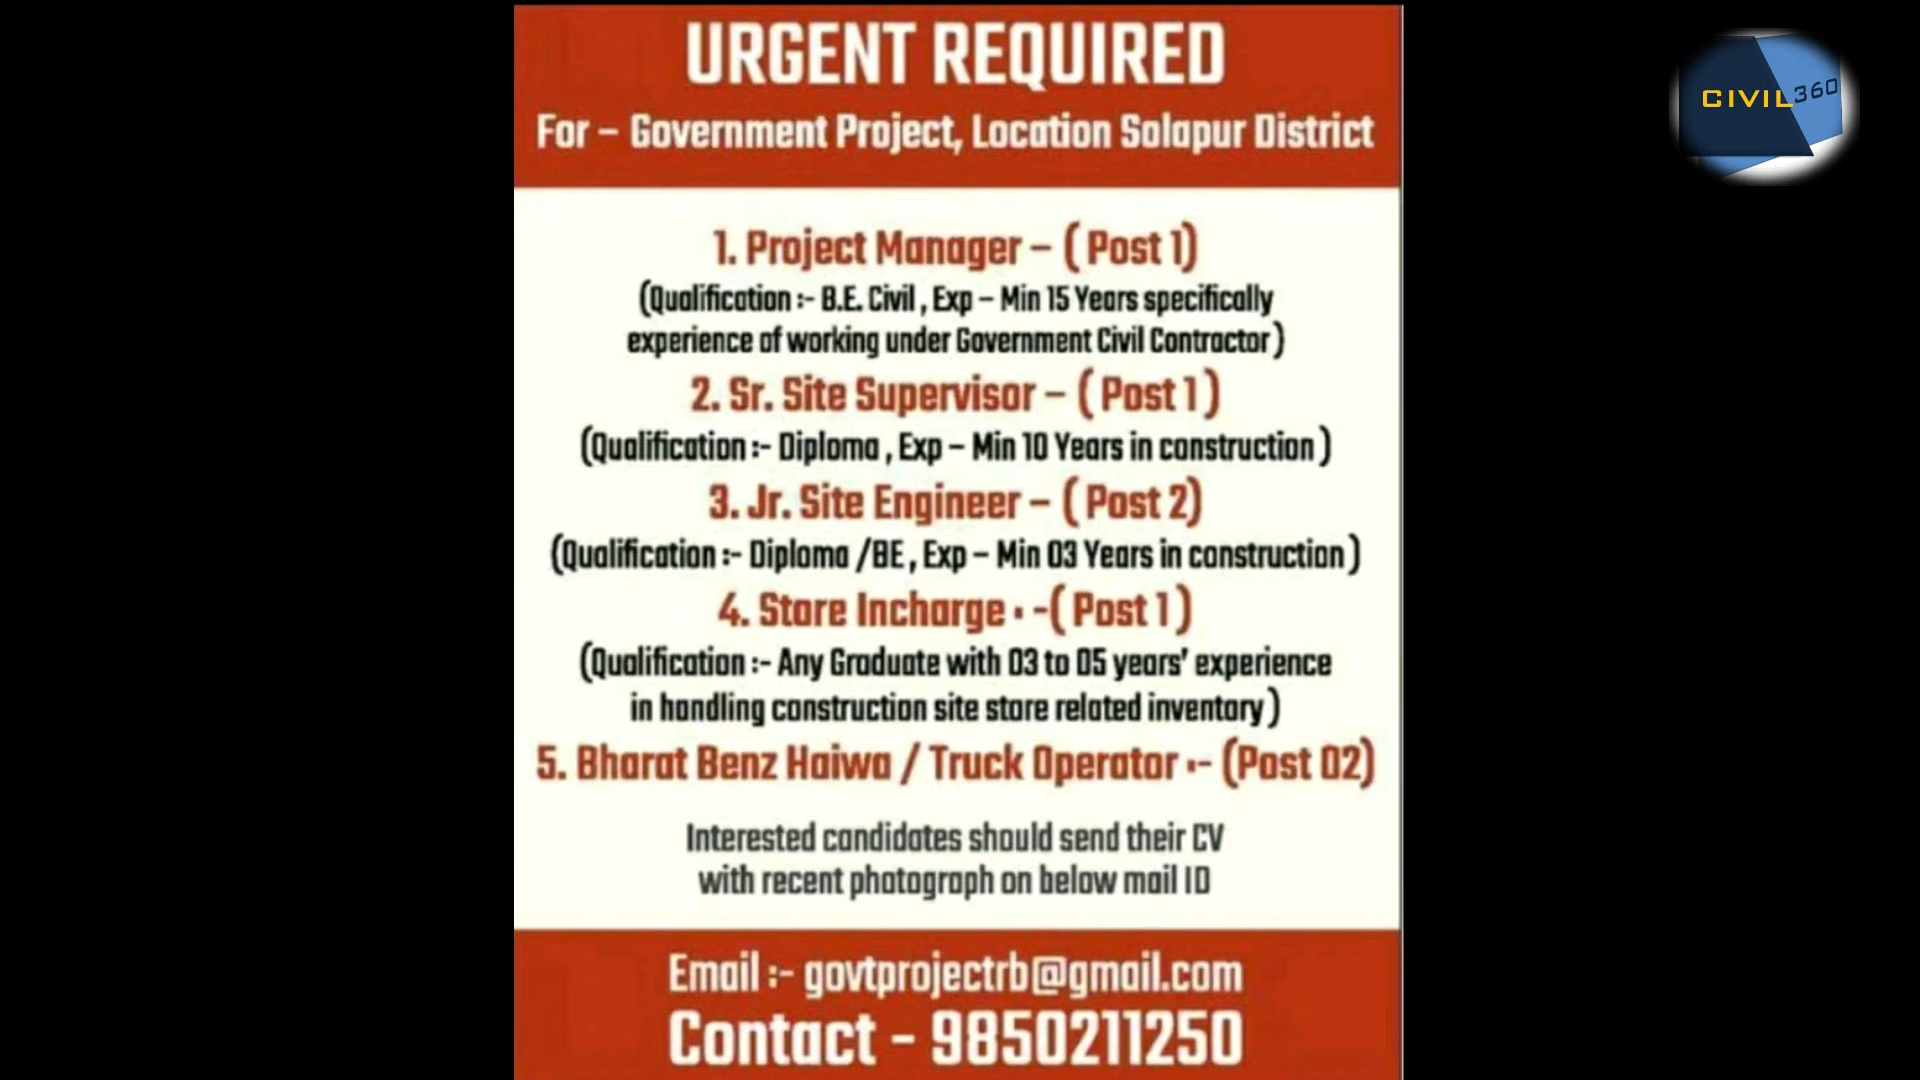 URGENT REQUIRED
For – Government Project, Location Solapur District
CIVIL360
1. Project Manager – ( Post 1)
(Qualification :- B.E. Civil , Exp – Min 15 Years specifically
experience of working under Government Civil Contractor )
2. Sr. Site Supervisor – ( Post 1 )
(Qualification :- Diploma , Exp – Min 10 Years in construction )
3. Jr. Site Engineer – ( Post 2)
(Qualification :- Diploma /BE , Exp – Min 03 Years in construction )
4. Store Incharge · -( Post 1 )
(Qualification :- Any Graduate with 03 to 05 years’ experience
in handling construction site store related inventory )
5. Bharat Benz Haiwa / Truck Operator ·- (Post 02)
Interested candidates should send their CV
with recent photograph on below mail ID
Email :- govtprojectrb@gmail.com
Contact - 9850211250